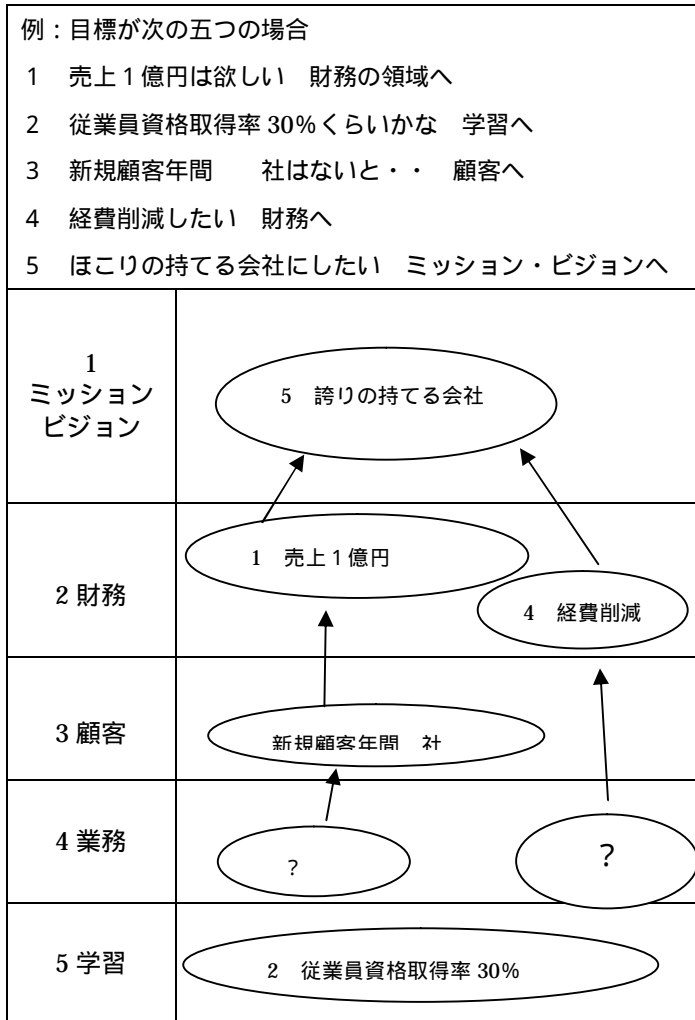 例：目標が次の五つの場合
1 売上１億円は欲しい 財務の領域へ
2 従業員資格取得率 30％くらいかな 学習へ
3 新規顧客年間 社はないと・・ 顧客へ
4 経費削減したい 財務へ
5 ほこりの持てる会社にしたい ミッション・ビジョンへ
1
ミッション
ビジョン
5 誇りの持てる会社
2 財務
1 売上１億円
4 経費削減
3 顧客
新規顧客年間 社
4 業務
？
？
5 学習
2 従業員資格取得率 30％